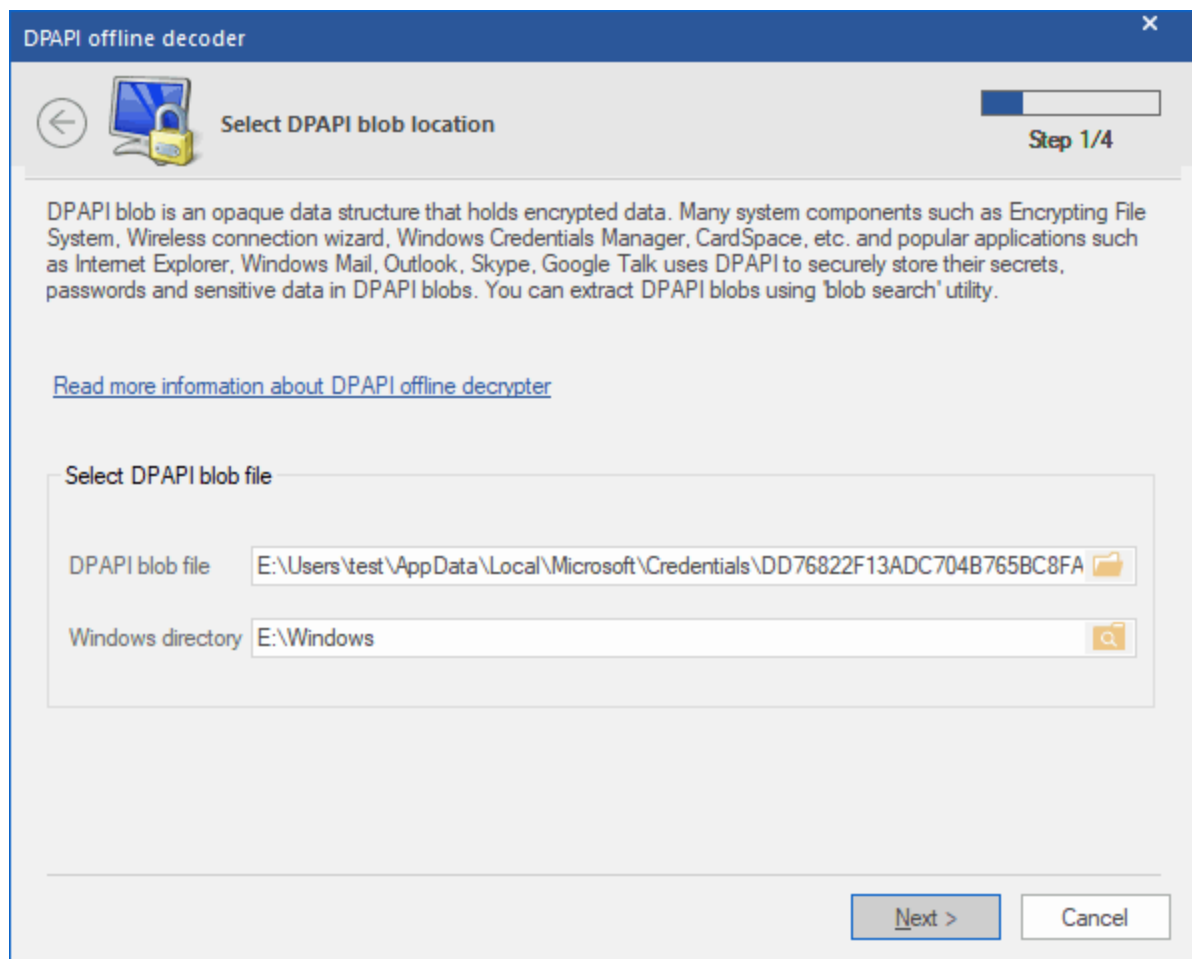 DPAPI offline decoder
Select DPAPI blob location
Step 1/4
DPAPI blob is an opaque data structure that holds encrypted data. Many system components such as Encrypting File
System, Wireless connection wizard, Windows Credentials Manager, CardSpace, etc. and popular applications such
as Internet Explorer, Windows Mail, Outlook, Skype, Google Talk uses DPAPI to securely store their secrets,
passwords and sensitive data in DPAPI blobs. You can extract DPAPI blobs using 'blob search' utility.
Read more information about DPAPI offline decrypter
Select DPAPI blob file
DPAPI blob file E:\Users\test\AppData\Local\Microsoft\Credentials\DD76822F13ADC704B765BC8FA
Windows directory E:\Windows
Next > Cancel